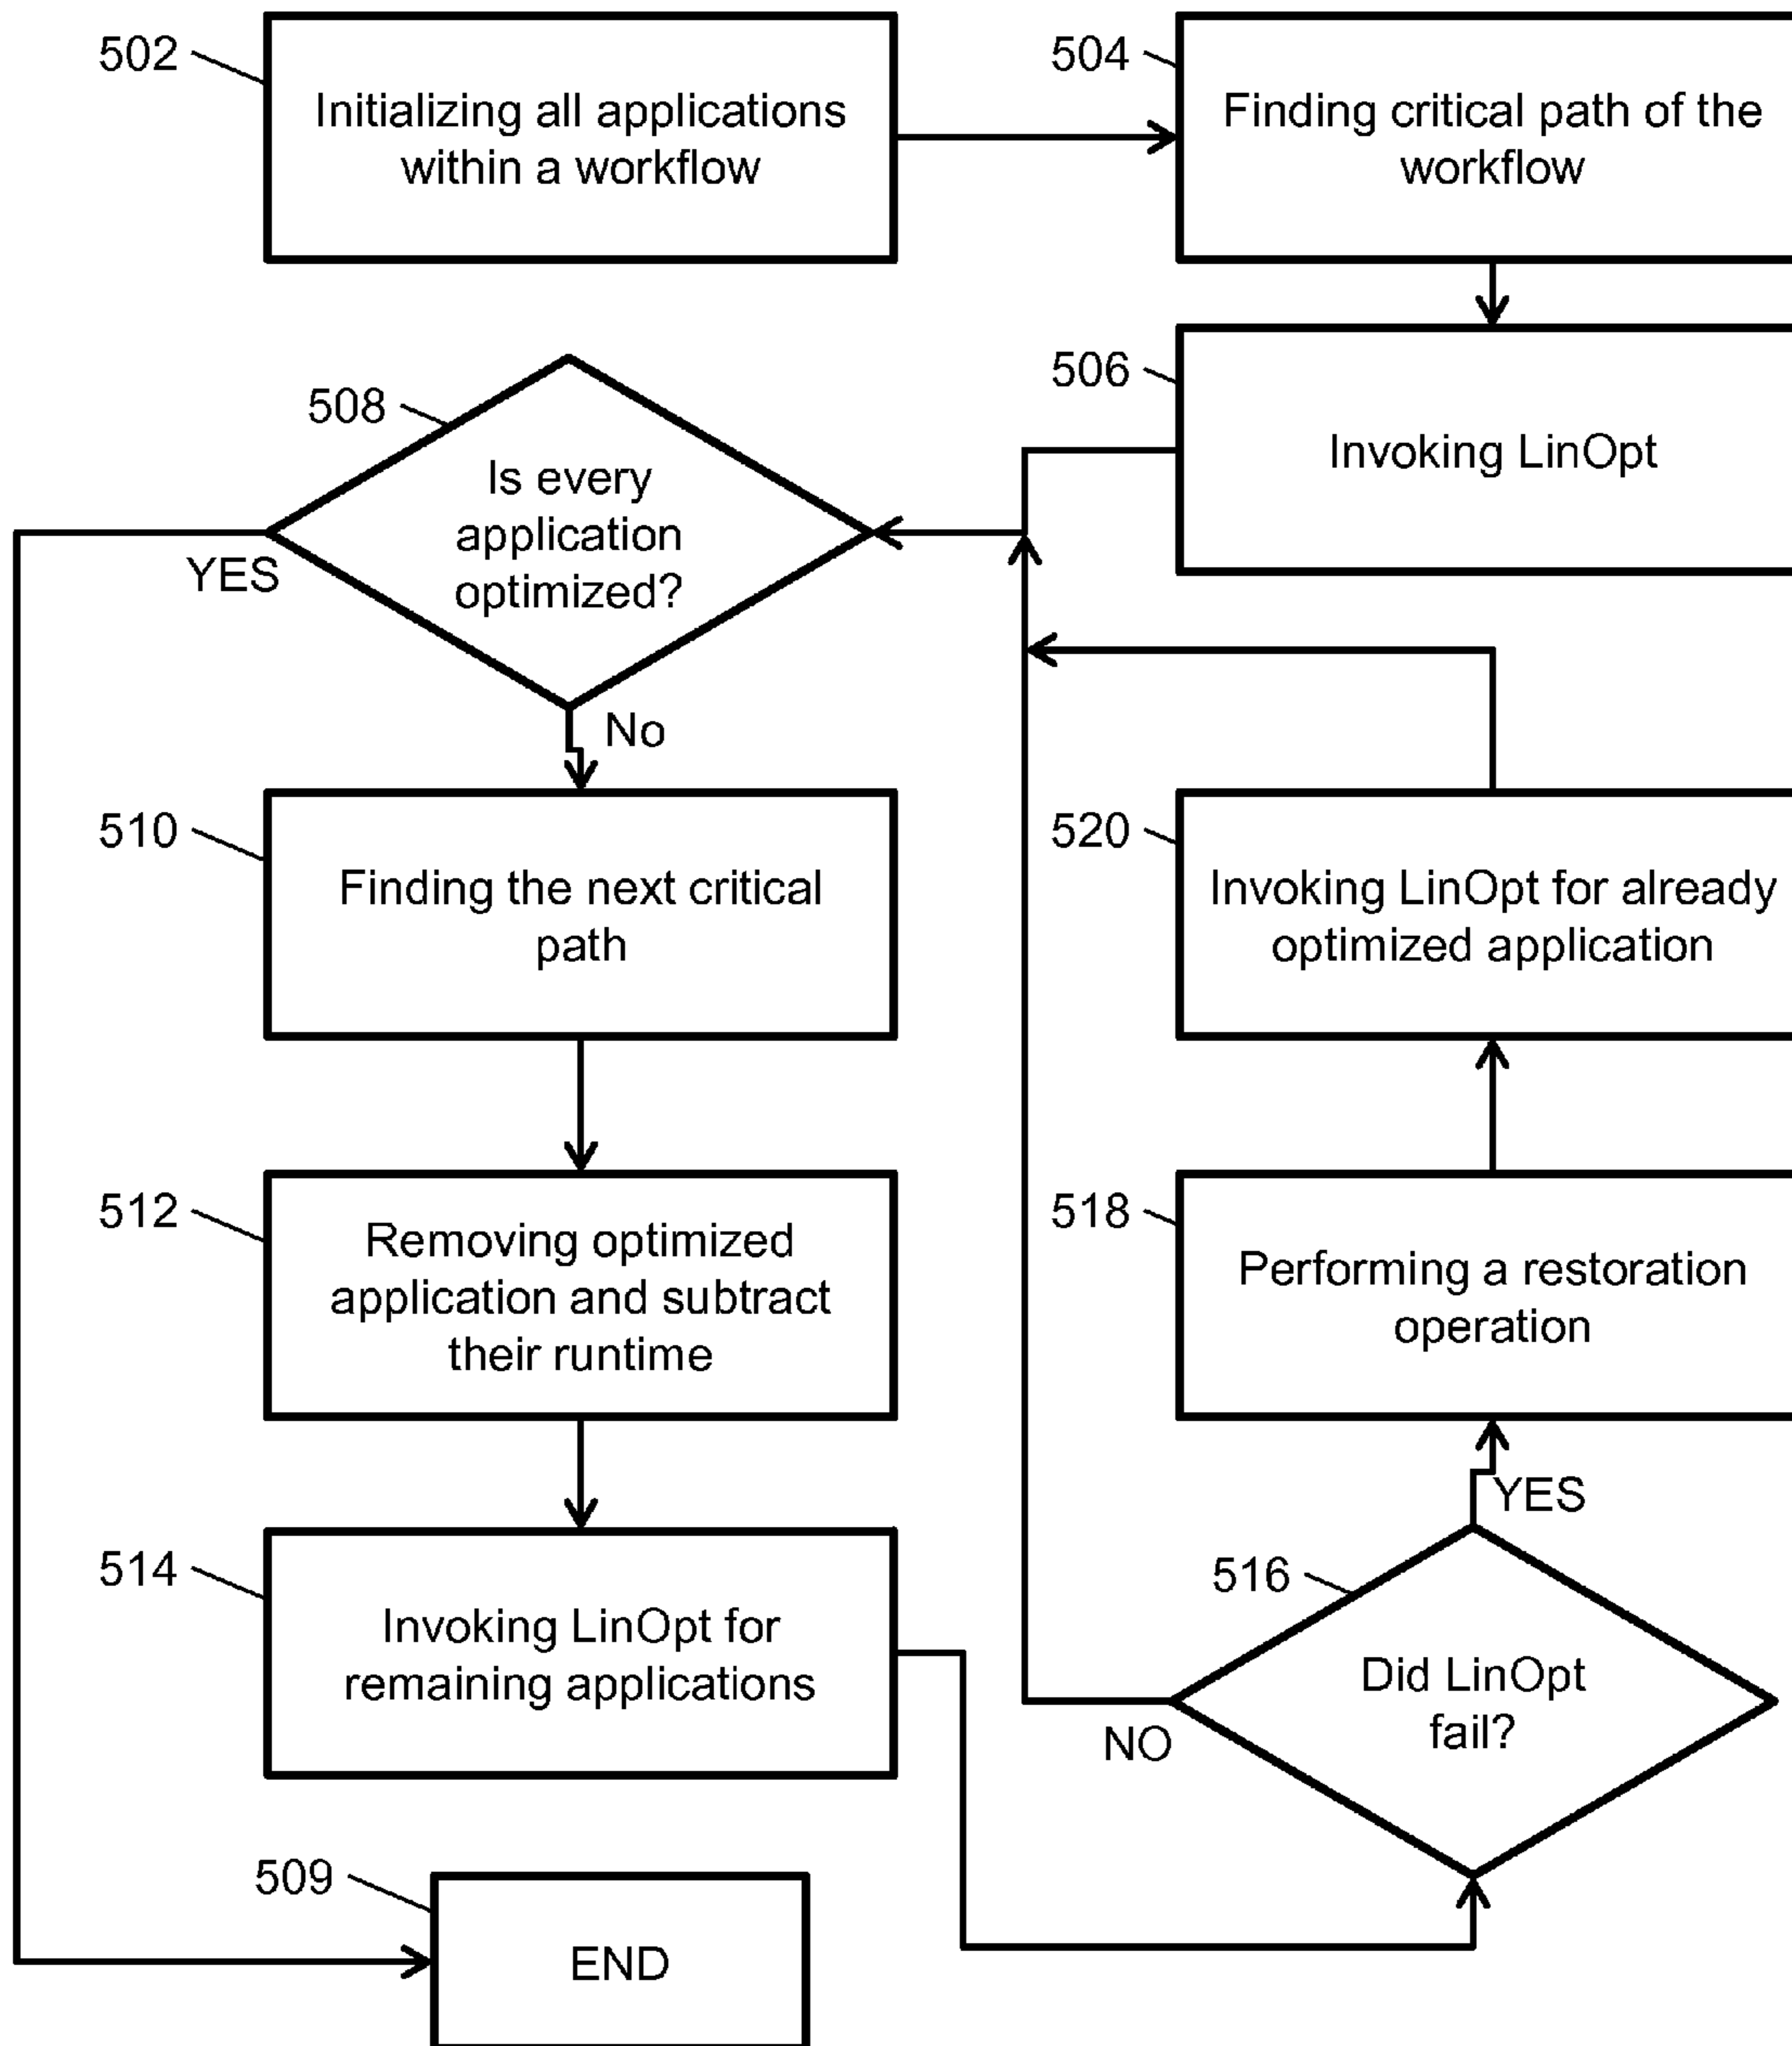 502
Initializing all applications
within a workflow
504
Finding critical path of the
workflow
506
Invoking LinOpt
508
Is every
application
optimized?
YES
No
510
Finding the next critical
path
520
Invoking LinOpt for already
optimized application
512
Removing optimized
application and subtract
their runtime
518
Performing a restoration
operation
YES
514
Invoking LinOpt for
remaining applications
516
Did LinOpt
fail?
NO
509
END